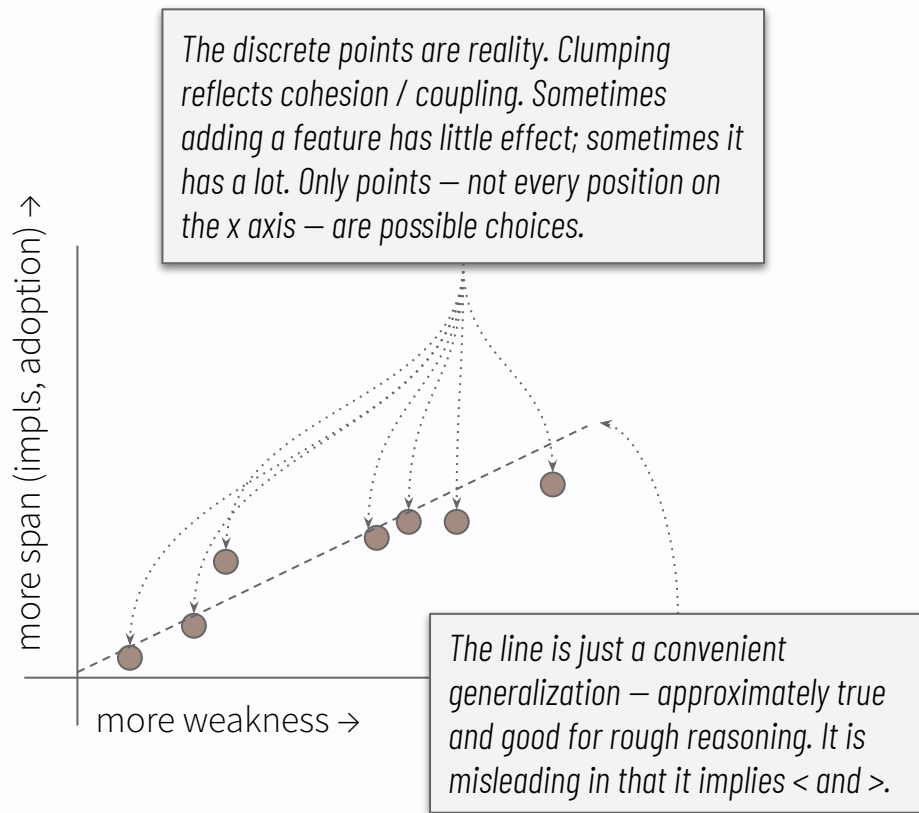 The discrete points are reality. Clumping
reflects cohesion / coupling. Sometimes
adding a feature has little effect; sometimes it
has a lot. Only points — not every position on
the x axis — are possible choices.
more span (impls, adoption) →
The line is just a convenient
generalization — approximately true
and good for rough reasoning. It is
misleading in that it implies < and >.
more weakness →